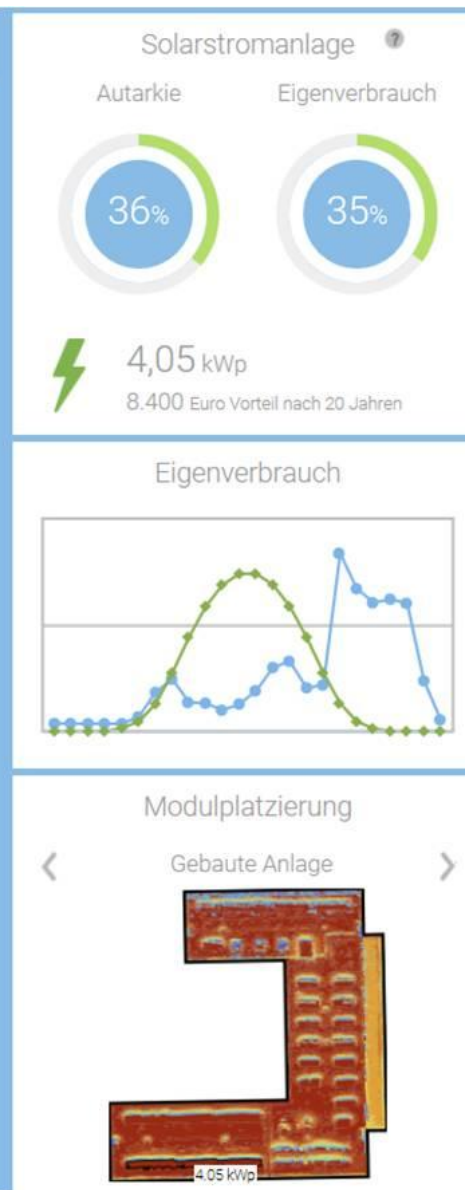 Solarstromanlage ?
Autarkie Eigenverbrauch
36% 35%
4,05 kWp
8.400 Euro Vorteil nach 20 Jahren
Eigenverbrauch
Modulplatzierung
Gebaute Anlage
4.05 kWp